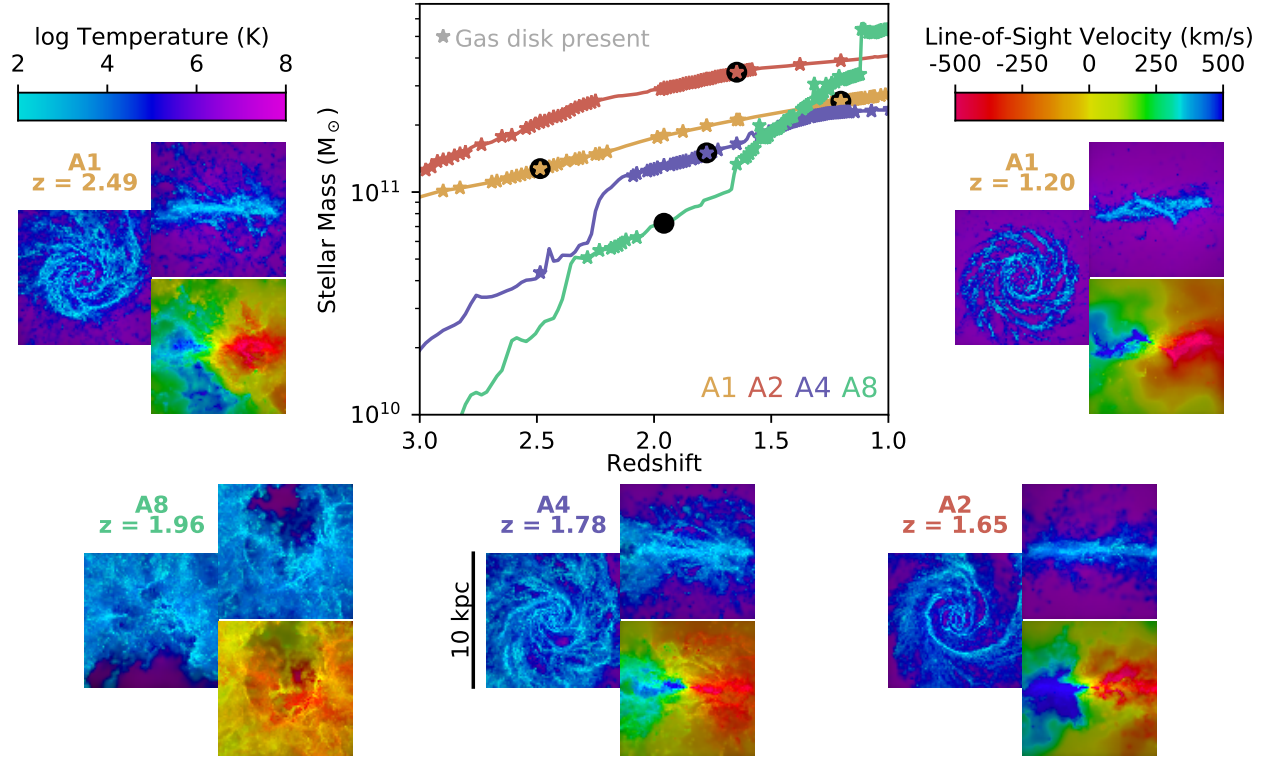 log Temperature (K)
2 4 6 8
A1
z = 2.49
★ Gas disk present
Stellar Mass (M⊙)
10¹¹
10¹⁰
A1 A2 A4 A8
3.0 2.5 2.0 1.5 1.0
Redshift
Line-of-Sight Velocity (km/s)
-500 -250 0 250 500
A1
z = 1.20
A8
z = 1.96
10 kpc
A4
z = 1.78
A2
z = 1.65